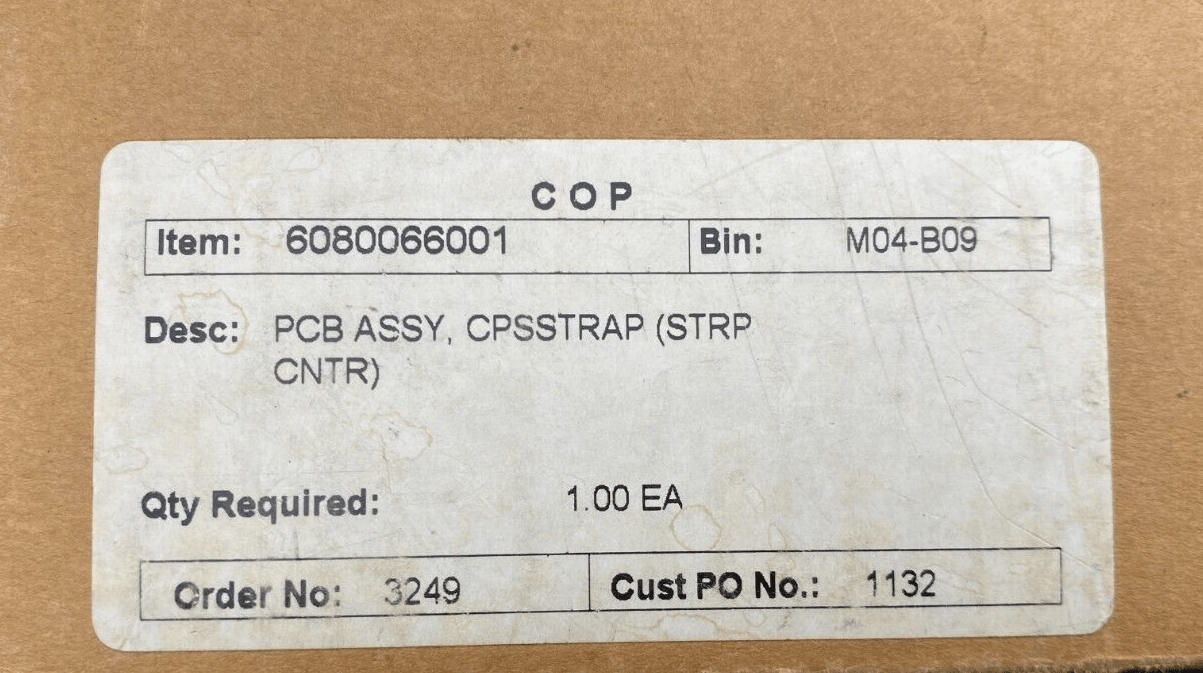 COP
Item: 6080066001 Bin: M04-B09
Desc: PCB ASSY, CPSSTRAP (STRP
CNTR)
Qty Required: 1.00 EA
Order No: 3249 Cust PO No.: 1132